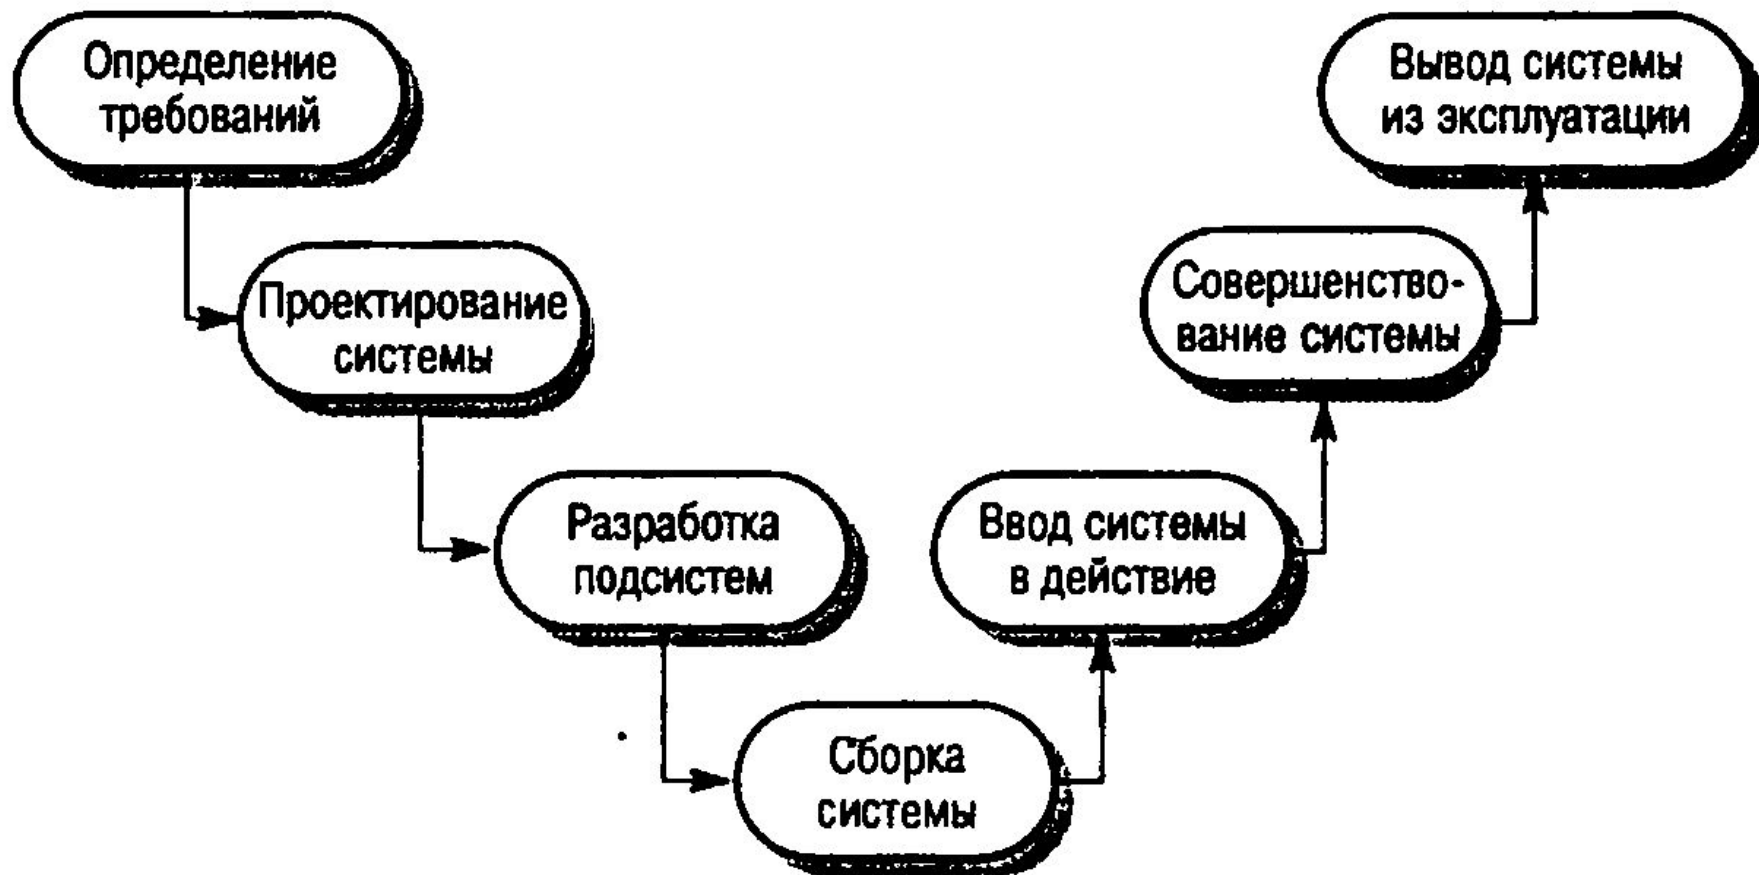 Определение
требований
Проектирование
системы
Разработка
подсистем
Сборка
системы
Ввод системы
в действие
Совершенство-
вание системы
Вывод системы
из эксплуатации